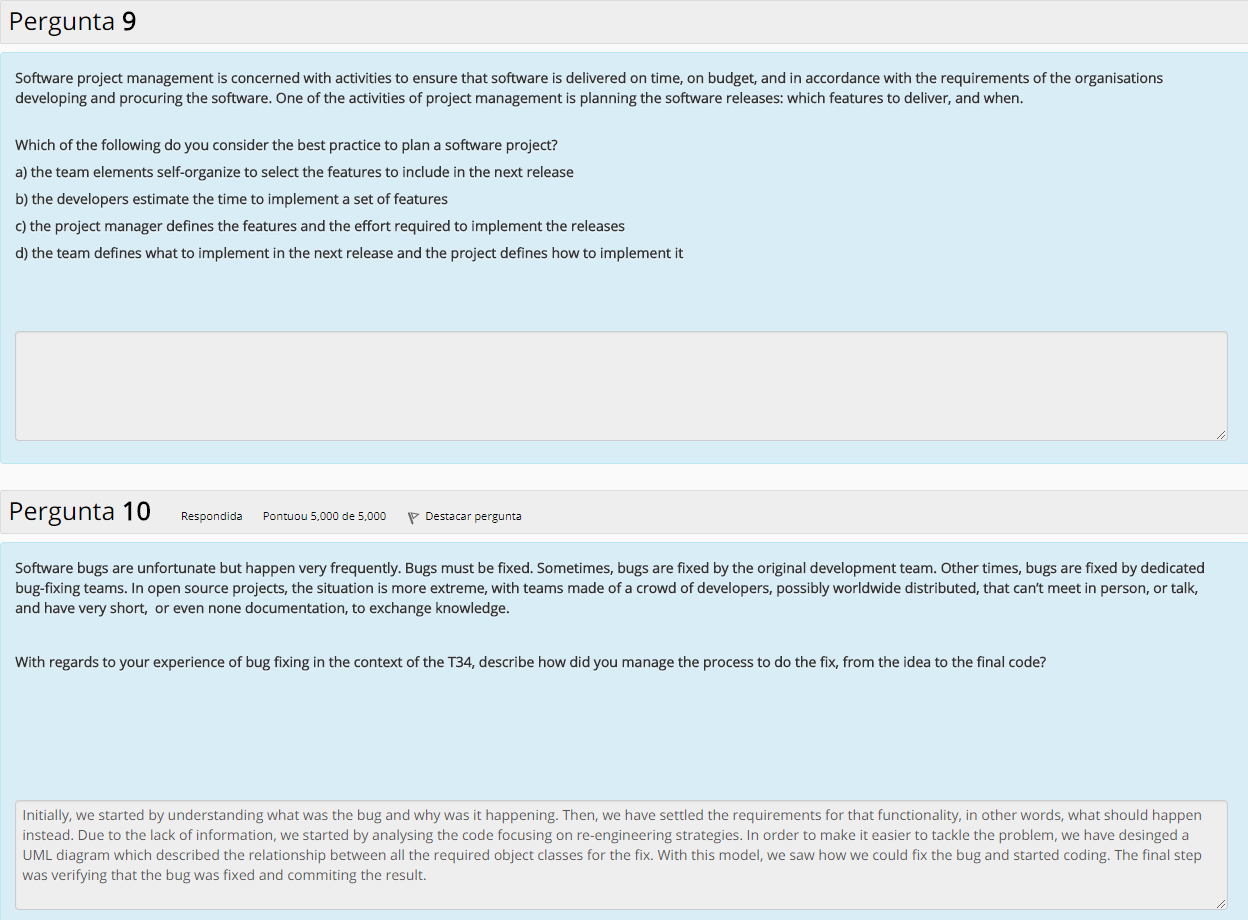 Pergunta 9
Software project management is concerned with activities to ensure that software is delivered on time, on budget, and in accordance with the requirements of the organisations
developing and procuring the software. One of the activities of project management is planning the software releases: which features to deliver, and when.
Which of the following do you consider the best practice to plan a software project?
a) the team elements self-organize to select the features to include in the next release
b) the developers estimate the time to implement a set of features
c) the project manager defines the features and the effort required to implement the releases
d) the team defines what to implement in the next release and the project defines how to implement it
Pergunta 10 Respondida Pontuou 5,000 de 5,000 Destacar pergunta
Software bugs are unfortunate but happen very frequently. Bugs must be fixed. Sometimes, bugs are fixed by the original development team. Other times, bugs are fixed by dedicated
bug-fixing teams. In open source projects, the situation is more extreme, with teams made of a crowd of developers, possibly worldwide distributed, that can't meet in person, or talk,
and have very short, or even none documentation, to exchange knowledge.
With regards to your experience of bug fixing in the context of the T34, describe how did you manage the process to do the fix, from the idea to the final code?
Initially, we started by understanding what was the bug and why was it happening. Then, we have settled the requirements for that functionality, in other words, what should happen
instead. Due to the lack of information, we started by analysing the code focusing on re-engineering strategies. In order to make it easier to tackle the problem, we have desinged a
UML diagram which described the relationship between all the required object classes for the fix. With this model, we saw how we could fix the bug and started coding. The final step
was verifying that the bug was fixed and commiting the result.